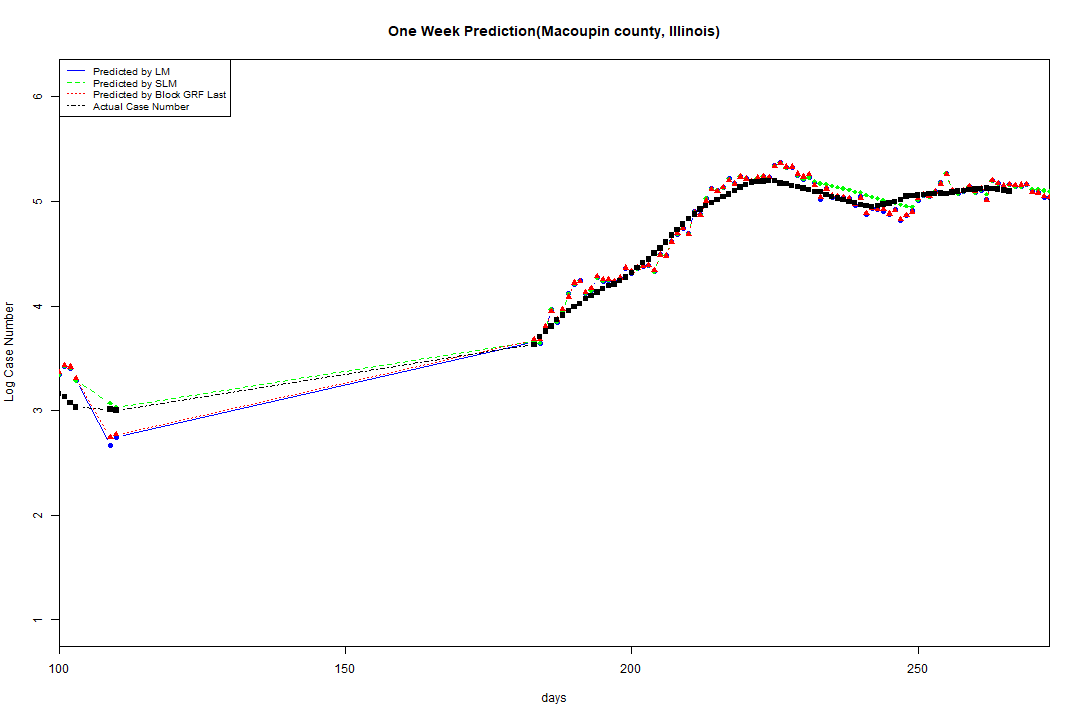 One Week Prediction(Macoupin county, Illinois)
Predicted by LM
Predicted by SLM
Predicted by Block GRF Last
Actual Case Number
6
5
4
3
2
1
Log Case Number
100 150 200 250
days